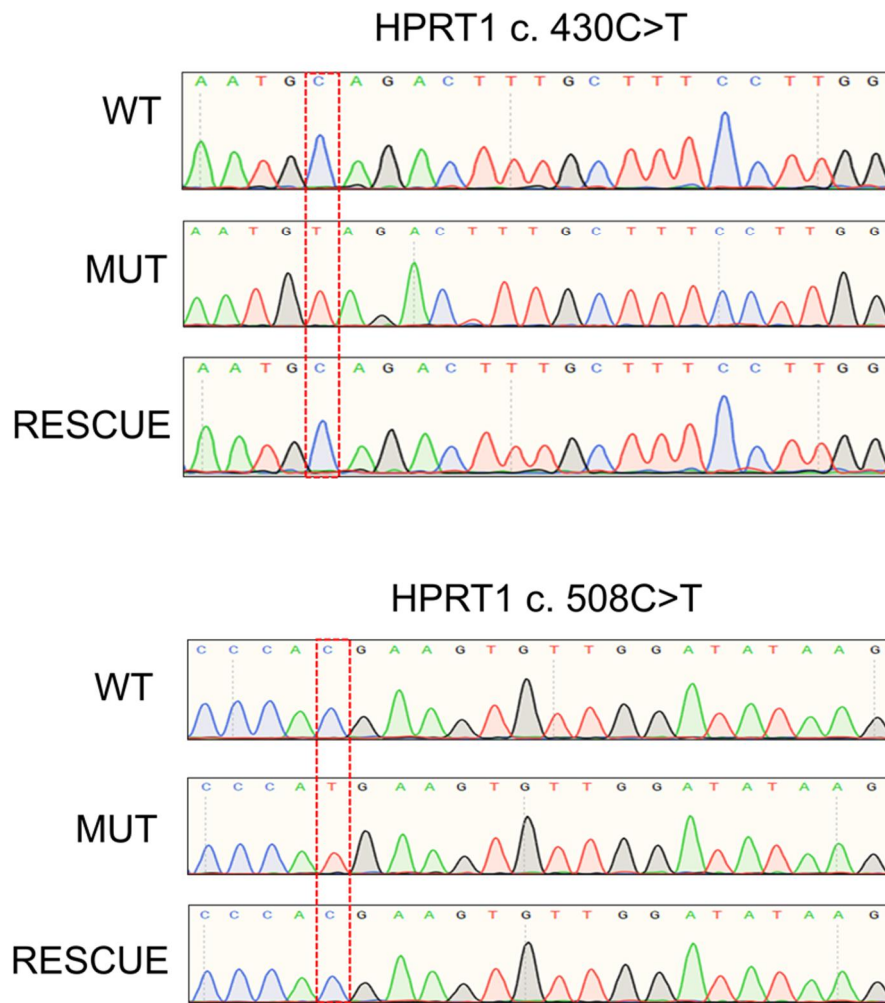 HPRT1 c. 430C>T
WT
A A T G C A G A C T T T G C T T T C C T T G G
MUT
A A T G T A G A C T T T G C T T T C C T T G G
RESCUE
A A T G C A G A C T T T G C T T T C C T T G G
HPRT1 c. 508C>T
WT
C C C A C G A A G T G T T G G A T A T A A G
MUT
C C C A T G A A G T G T T G G A T A T A A G
RESCUE
C C C A C G A A G T G T T G G A T A T A A G